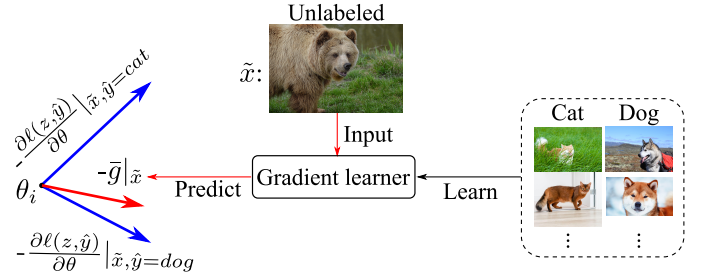 Unlabeled
x̃:
Input
Cat Dog
-∂ℓ(z,ŷ)/∂θ |x̃,ŷ=cat
θi
-ḡ|x̃
Predict
Gradient learner
Learn
-∂ℓ(z,ŷ)/∂θ |x̃,ŷ=dog
⋮ ⋮